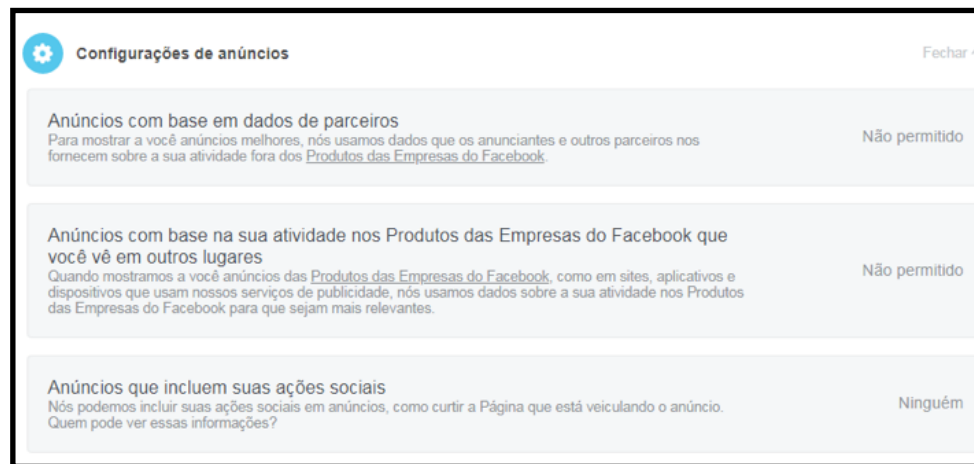 Configurações de anúncios
Fechar
Anúncios com base em dados de parceiros
Para mostrar a você anúncios melhores, nós usamos dados que os anunciantes e outros parceiros nos
fornecem sobre a sua atividade fora dos Produtos das Empresas do Facebook.
Não permitido
Anúncios com base na sua atividade nos Produtos das Empresas do Facebook que
você vê em outros lugares
Quando mostramos a você anúncios das Produtos das Empresas do Facebook, como em sites, aplicativos e
dispositivos que usam nossos serviços de publicidade, nós usamos dados sobre a sua atividade nos Produtos
das Empresas do Facebook para que sejam mais relevantes.
Não permitido
Anúncios que incluem suas ações sociais
Nós podemos incluir suas ações sociais em anúncios, como curtir a Página que está veiculando o anúncio.
Quem pode ver essas informações?
Ninguém